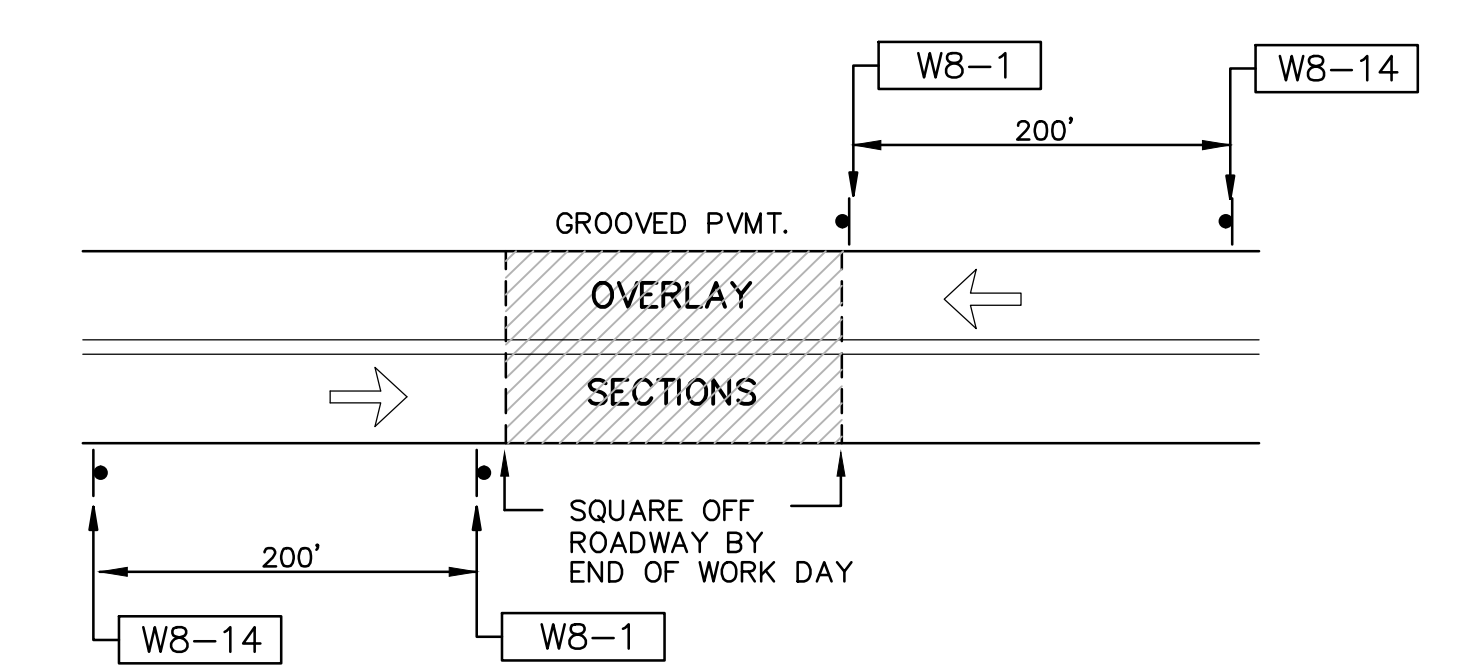 W8-1
W8-14
200'
GROOVED PVMT.
OVERLAY
SECTIONS
SQUARE OFF
ROADWAY BY
END OF WORK DAY
200'
W8-14
W8-1